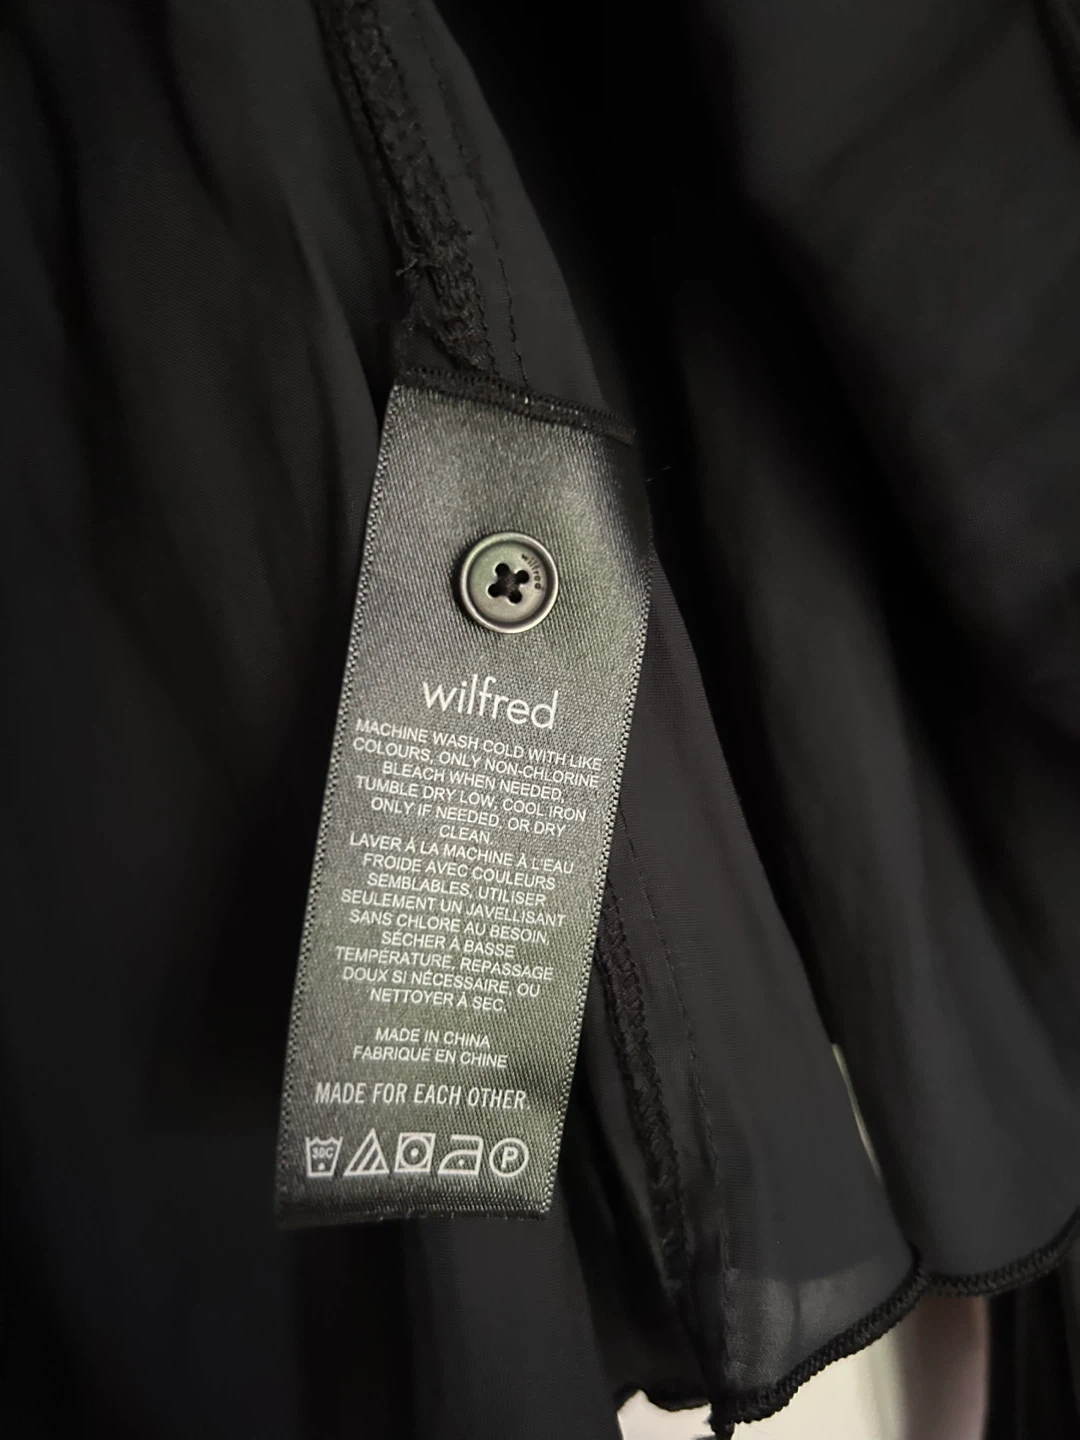 wilfred
wilfred
MACHINE WASH COLD WITH LIKE
COLOURS, ONLY NON-CHLORINE
BLEACH WHEN NEEDED,
TUMBLE DRY LOW, COOL IRON
ONLY IF NEEDED, OR DRY
CLEAN.
LAVER À LA MACHINE À L'EAU
FROIDE AVEC COULEURS
SEMBLABLES, UTILISER
SEULEMENT UN JAVELLISANT
SANS CHLORE AU BESOIN,
SÉCHER À BASSE
TEMPÉRATURE, REPASSAGE
DOUX SI NÉCESSAIRE, OU
NETTOYER À SEC.
MADE IN CHINA
FABRIQUÉ EN CHINE
MADE FOR EACH OTHER.
30C P